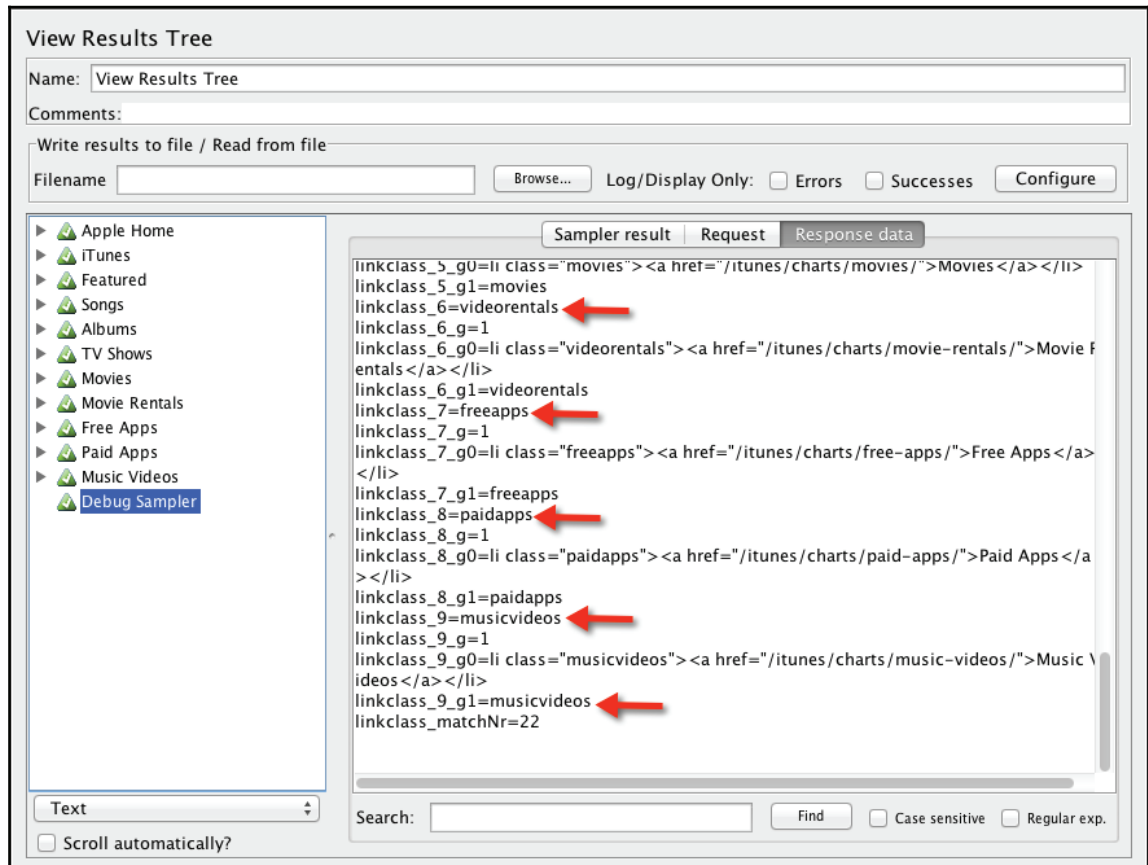 View Results Tree
Name: View Results Tree
Comments:
Write results to file / Read from file
Filename Browse... Log/Display Only: Errors Successes Configure
Apple Home
iTunes
Featured
Songs
Albums
TV Shows
Movies
Movie Rentals
Free Apps
Paid Apps
Music Videos
Debug Sampler
Text
Scroll automatically?
Sampler result Request Response data
linkclass_5_g0=li class="movies"><a href="/itunes/charts/movies/">Movies</a></li>
linkclass_5_g1=movies
linkclass_6=videorentals
linkclass_6_g=1
linkclass_6_g0=li class="videorentals"><a href="/itunes/charts/movie-rentals/">Movie R
entals</a></li>
linkclass_6_g1=videorentals
linkclass_7=freeapps
linkclass_7_g=1
linkclass_7_g0=li class="freeapps"><a href="/itunes/charts/free-apps/">Free Apps</a>
</li>
linkclass_7_g1=freeapps
linkclass_8=paidapps
linkclass_8_g=1
linkclass_8_g0=li class="paidapps"><a href="/itunes/charts/paid-apps/">Paid Apps</a
></li>
linkclass_8_g1=paidapps
linkclass_9=musicvideos
linkclass_9_g=1
linkclass_9_g0=li class="musicvideos"><a href="/itunes/charts/music-videos/">Music V
ideos</a></li>
linkclass_9_g1=musicvideos
linkclass_matchNr=22
Search: Find Case sensitive Regular exp.